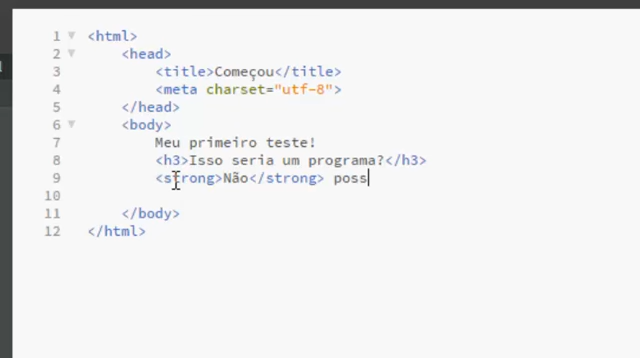 1 <html>
2 <head>
3 <title>Começou</title>
4 <meta charset="utf-8">
5 </head>
6 <body>
7 Meu primeiro teste!
8 <h3>Isso seria um programa?</h3>
9 <strong>Não</strong> poss
10
11 </body>
12 </html>